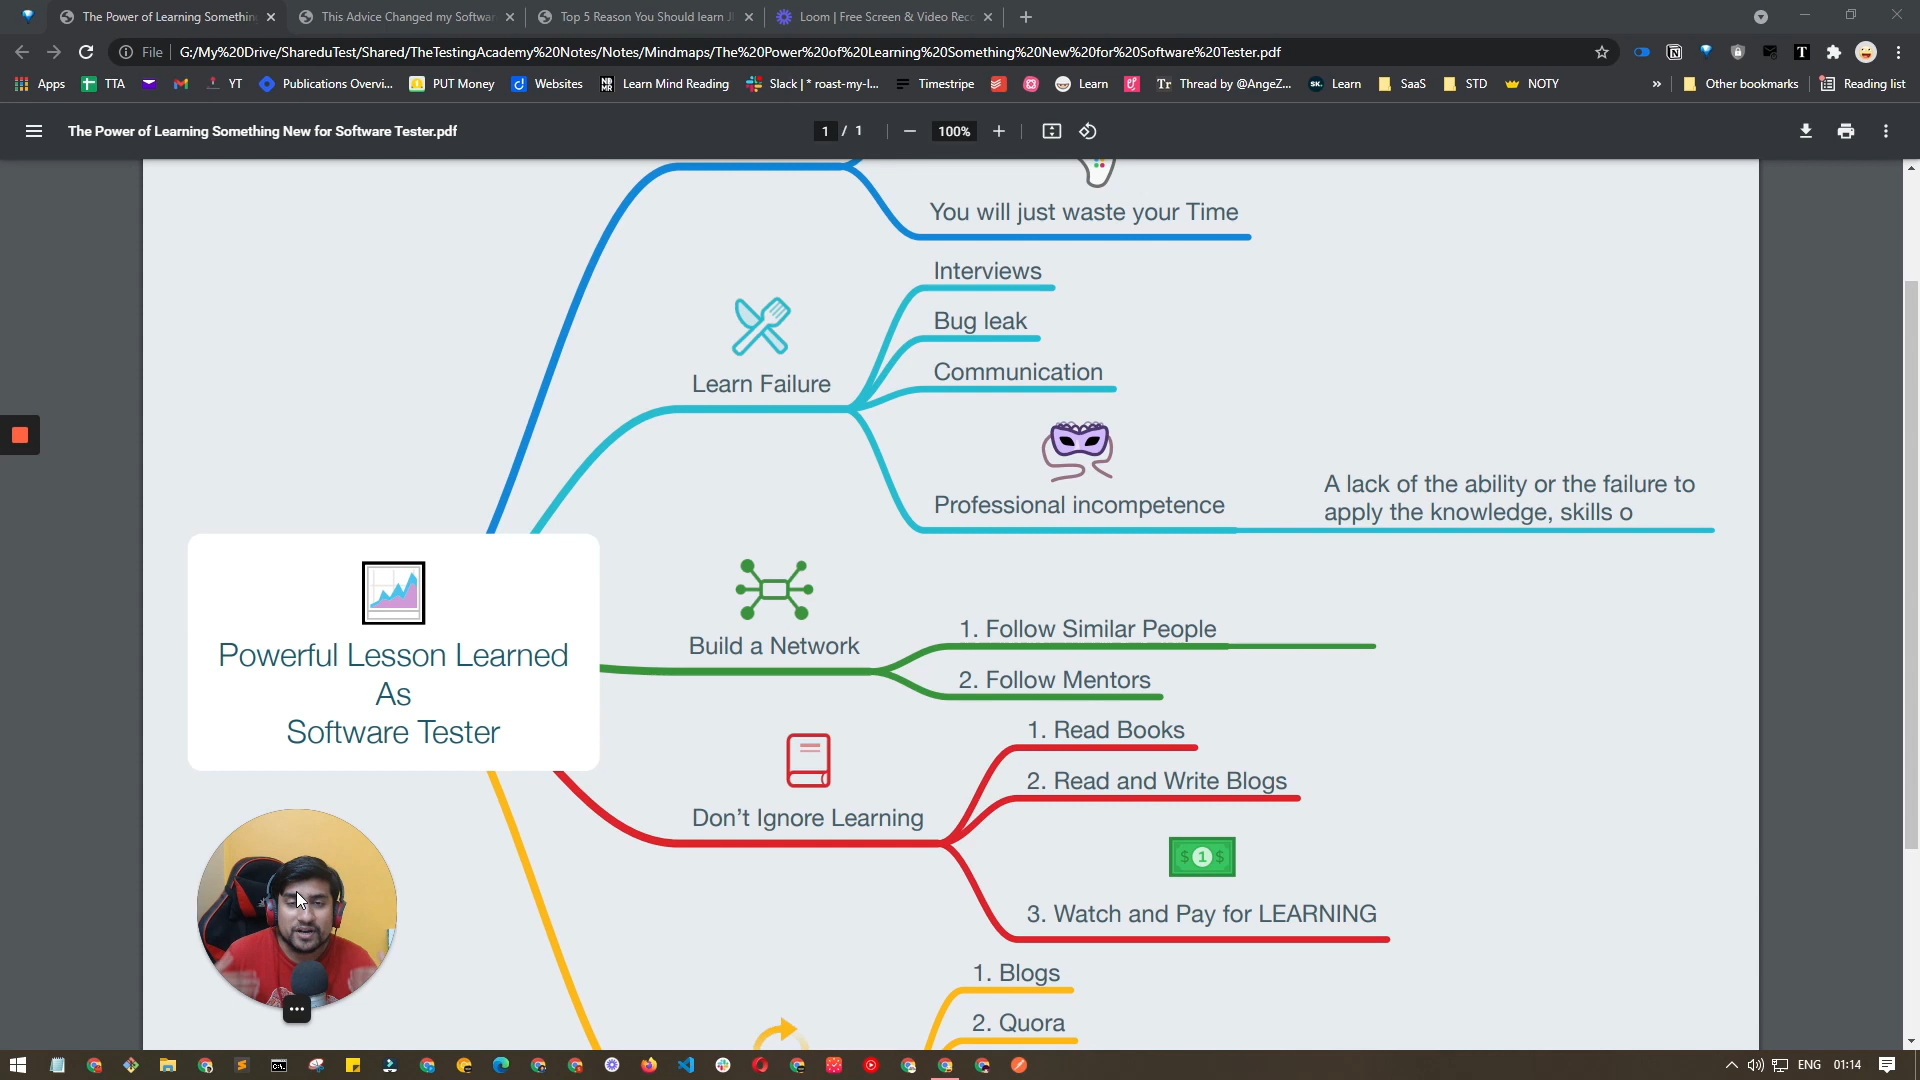 The Power of Learning Somethin
This Advice Changed my Softwar
Top 5 Reason You Should learn JI
Loom | Free Screen & Video Rec
File
G:/My%20Drive/ShareduTest/Shared/TheTestingAcademy%20Notes/Notes/Mindmaps/The%20Power%20of%20Learning%20Something%20New%20for%20Software%20Tester.pdf
Apps
TTA
YT
Publications Overvi...
PUT Money
Websites
Learn Mind Reading
Slack | * roast-my-l...
Timestripe
Learn
Thread by @AngeZ...
Learn
SaaS
STD
NOTY
»
Other bookmarks
Reading list
The Power of Learning Something New for Software Tester.pdf
1 / 1
100%
You will just waste your Time
Interviews
Bug leak
Communication
Learn Failure
Professional incompetence
A lack of the ability or the failure to
apply the knowledge, skills o
Build a Network
1. Follow Similar People
2. Follow Mentors
Powerful Lesson Learned
As
Software Tester
1. Read Books
2. Read and Write Blogs
Don't Ignore Learning
$ 1 $
3. Watch and Pay for LEARNING
1. Blogs
2. Quora
ENG
01:14